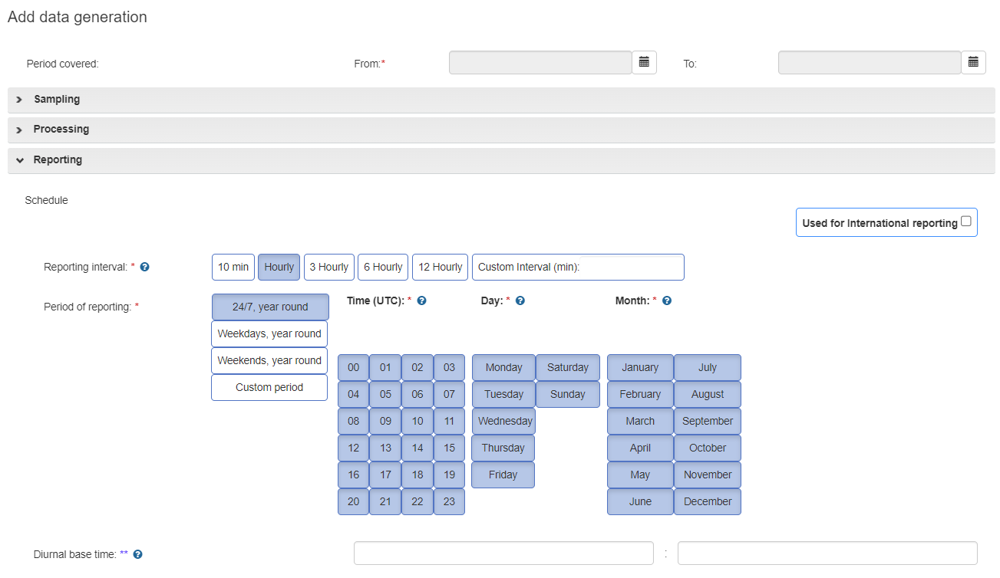 Add data generation
Period covered: From:* To:
Sampling
Processing
Reporting
Schedule
Used for International reporting
Reporting interval: * 10 min Hourly 3 Hourly 6 Hourly 12 Hourly Custom Interval (min):
Period of reporting: * 24/7, year round Time (UTC): * Day: * Month: *
Weekdays, year round
Weekends, year round
Custom period
00 01 02 03 Monday Saturday January July
04 05 06 07 Tuesday Sunday February August
08 09 10 11 Wednesday March September
12 13 14 15 Thursday April October
16 17 18 19 Friday May November
20 21 22 23 June December
Diurnal base time: ** :